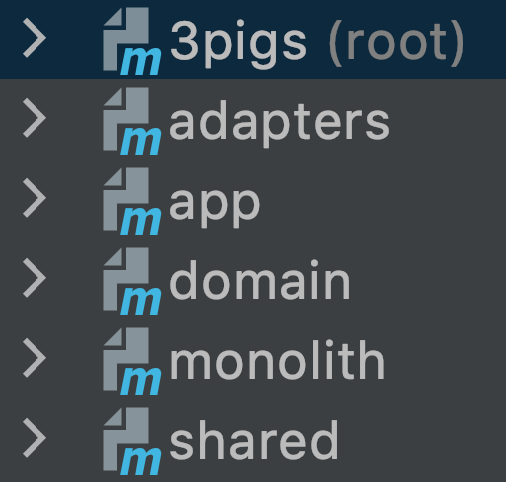 3pigs (root)
adapters
app
domain
monolith
shared